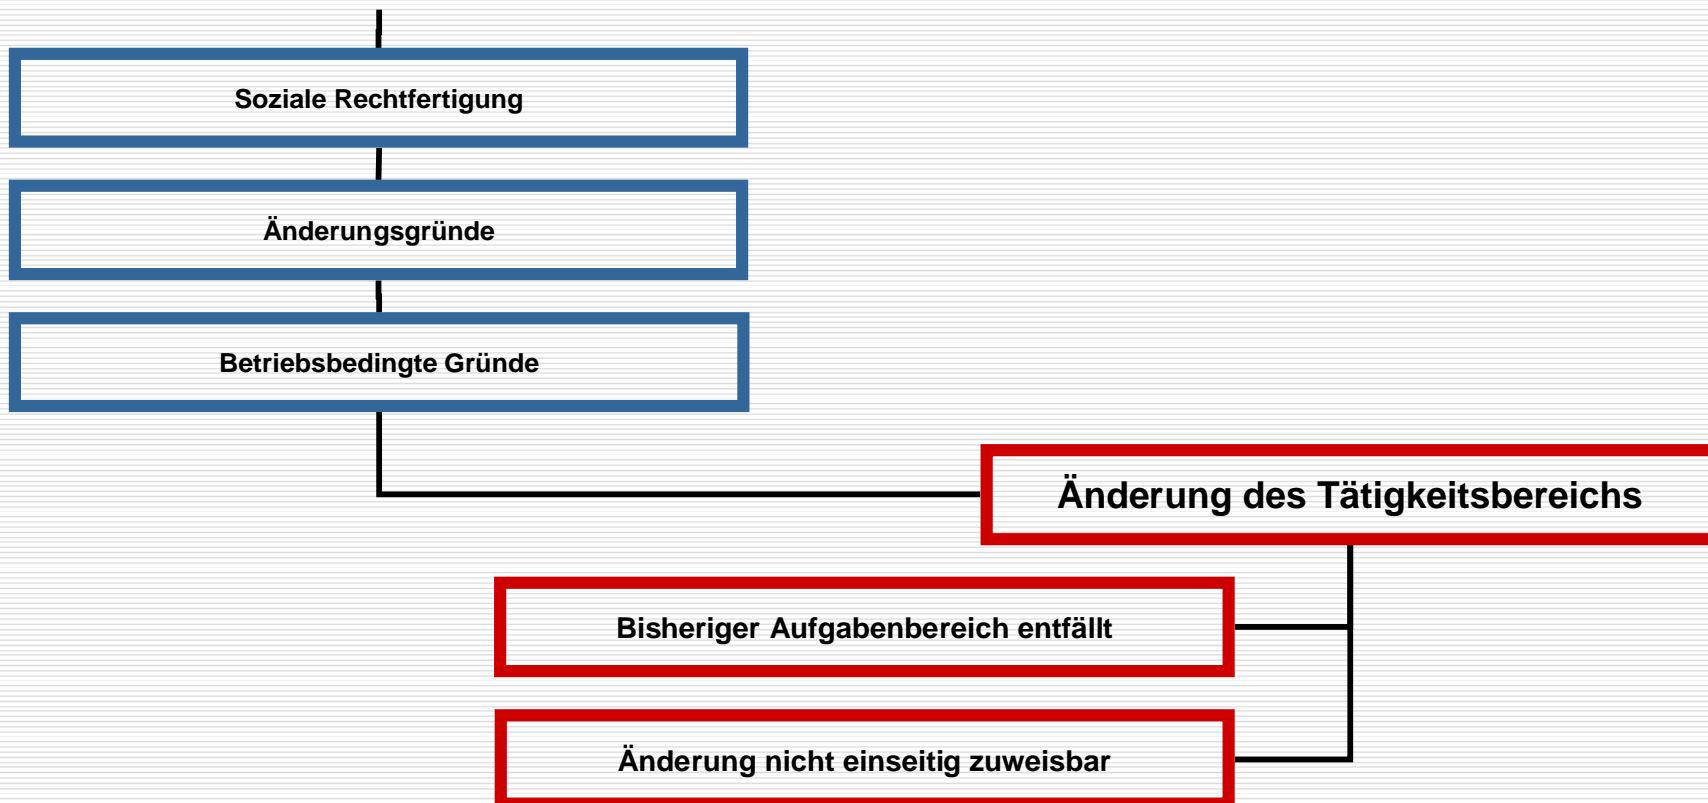 Soziale Rechtfertigung
Änderungsgründe
Betriebsbedingte Gründe
Änderung des Tätigkeitsbereichs
Bisheriger Aufgabenbereich entfällt
Änderung nicht einseitig zuweisbar